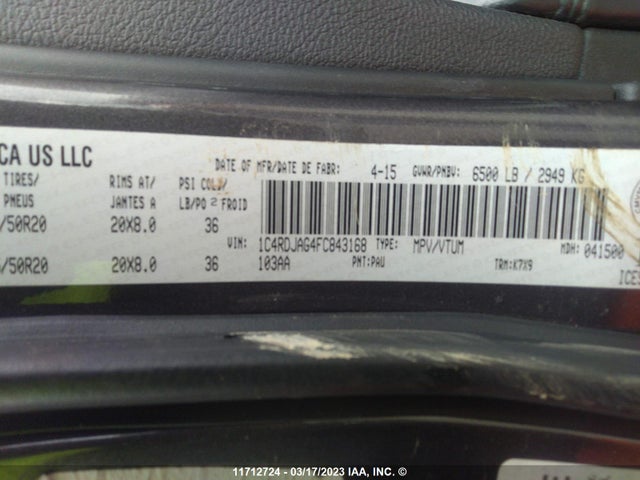 CA US LLC
DATE OF MFR/DATE DE FABR: 4-15 GVWR/PNBV: 6500 LB / 2949 KG
TIRES/ RIMS AT/ PSI COLD/
PNEUS JANTES A LB/PO 2 FROID
/50R20 20X8.0 36
VIN: 1C4RDJAG4FC843168 TYPE: MPV/VTUM MDH: 041500
/50R20 20X8.0 36 103AA PNT:PAU TRM:K7X9
ICES
11712724 - 03/17/2023 IAA, INC. ©